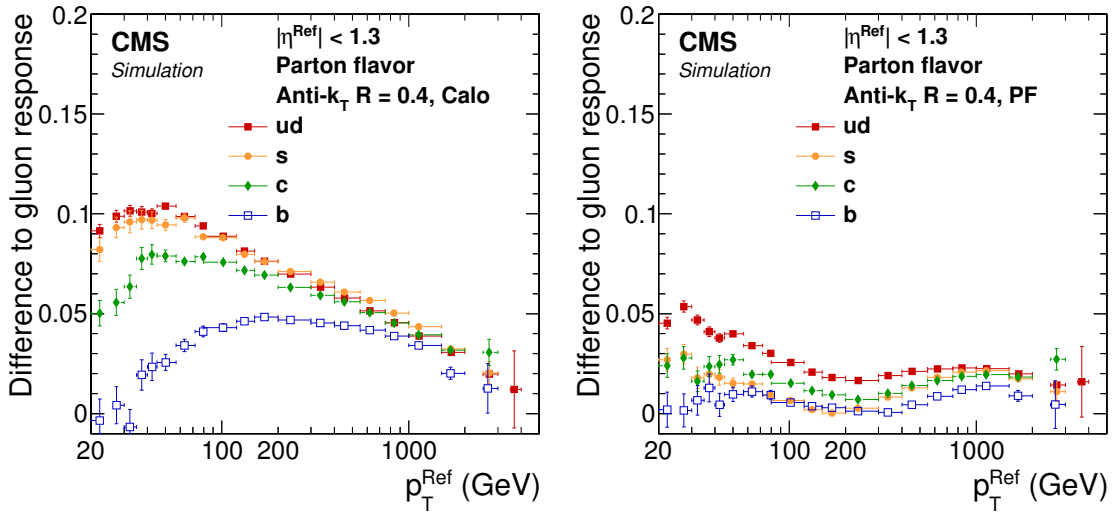 Difference to gluon response
0.2
0.15
0.1
0.05
0
CMS
Simulation
|η^Ref| < 1.3
Parton flavor
Anti-k_T R = 0.4, Calo
ud
s
c
b
20
100
200
1000
p_T^Ref (GeV)
Difference to gluon response
0.2
0.15
0.1
0.05
0
CMS
Simulation
|η^Ref| < 1.3
Parton flavor
Anti-k_T R = 0.4, PF
ud
s
c
b
20
100
200
1000
p_T^Ref (GeV)